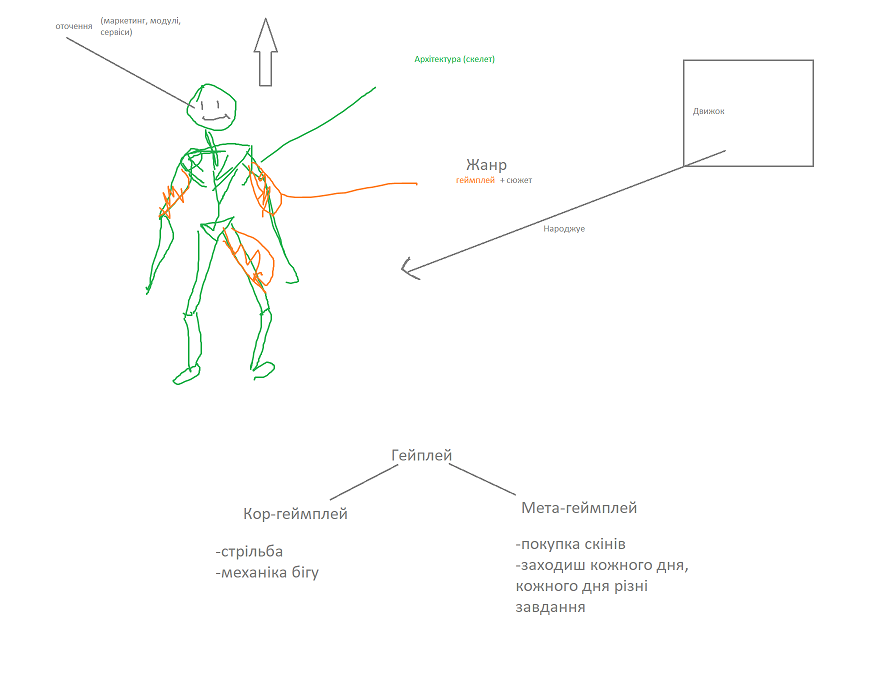 оточення (маркетинг, модулі,
сервіси)
Архітектура (скелет)
Движок
Жанр
геймплей + сюжет
Народжує
Гейплей
Кор-геймплей
-стрільба
-механіка бігу
Мета-геймплей
-покупка скінів
-заходиш кожного дня,
кожного дня різні
завдання